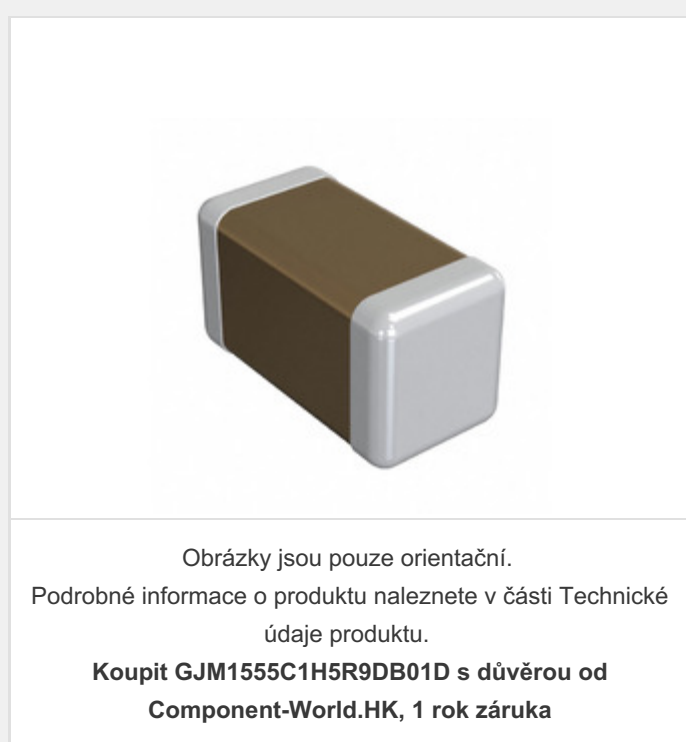 Obrázky jsou pouze orientační.
Podrobné informace o produktu naleznete v části Technické
údaje produktu.
Koupit GJM1555C1H5R9DB01D s důvěrou od
Component-World.HK, 1 rok záruka